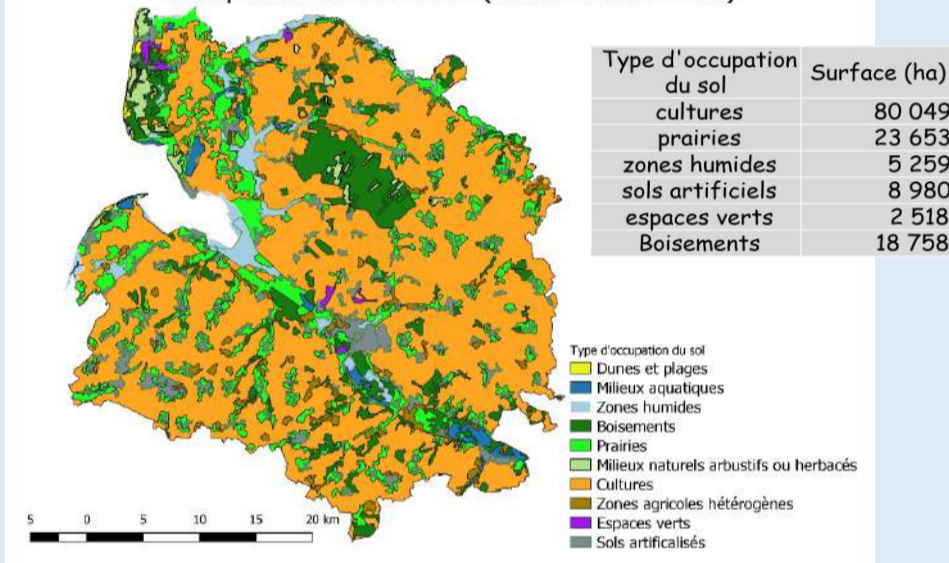 Type d'occupation
du sol
Surface (ha)
cultures 80 049
prairies 23 653
zones humides 5 259
sols artificiels 8 980
espaces verts 2 518
Boisements 18 758
Type d'occupation du sol
Dunes et plages
Milieux aquatiques
Zones humides
Boisements
Prairies
Milieux naturels arbustifs ou herbacés
Cultures
Zones agricoles hétérogènes
Espaces verts
Sols artificalisés
5 0 5 10 15 20 km